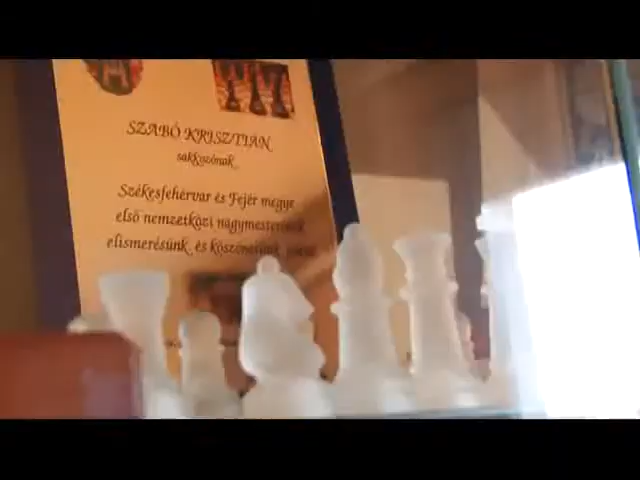 SZABÓ KRISZTIÁN
sakkozónak
Székesfehérvár és Fejér megye
első nemzetközi nagymesterének
elismerésünk és köszönetünk